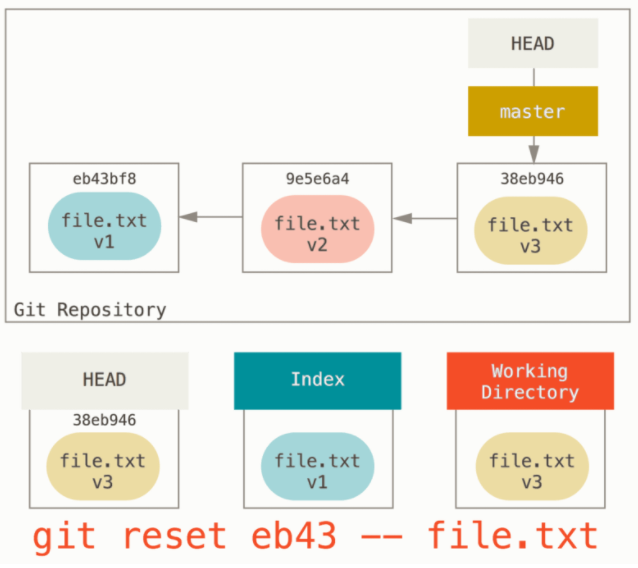 HEAD
master
eb43bf8
9e5e6a4
38eb946
file.txt
v1
file.txt
v2
file.txt
v3
Git Repository
HEAD
Index
Working
Directory
38eb946
file.txt
v3
file.txt
v1
file.txt
v3
git reset eb43 -- file.txt